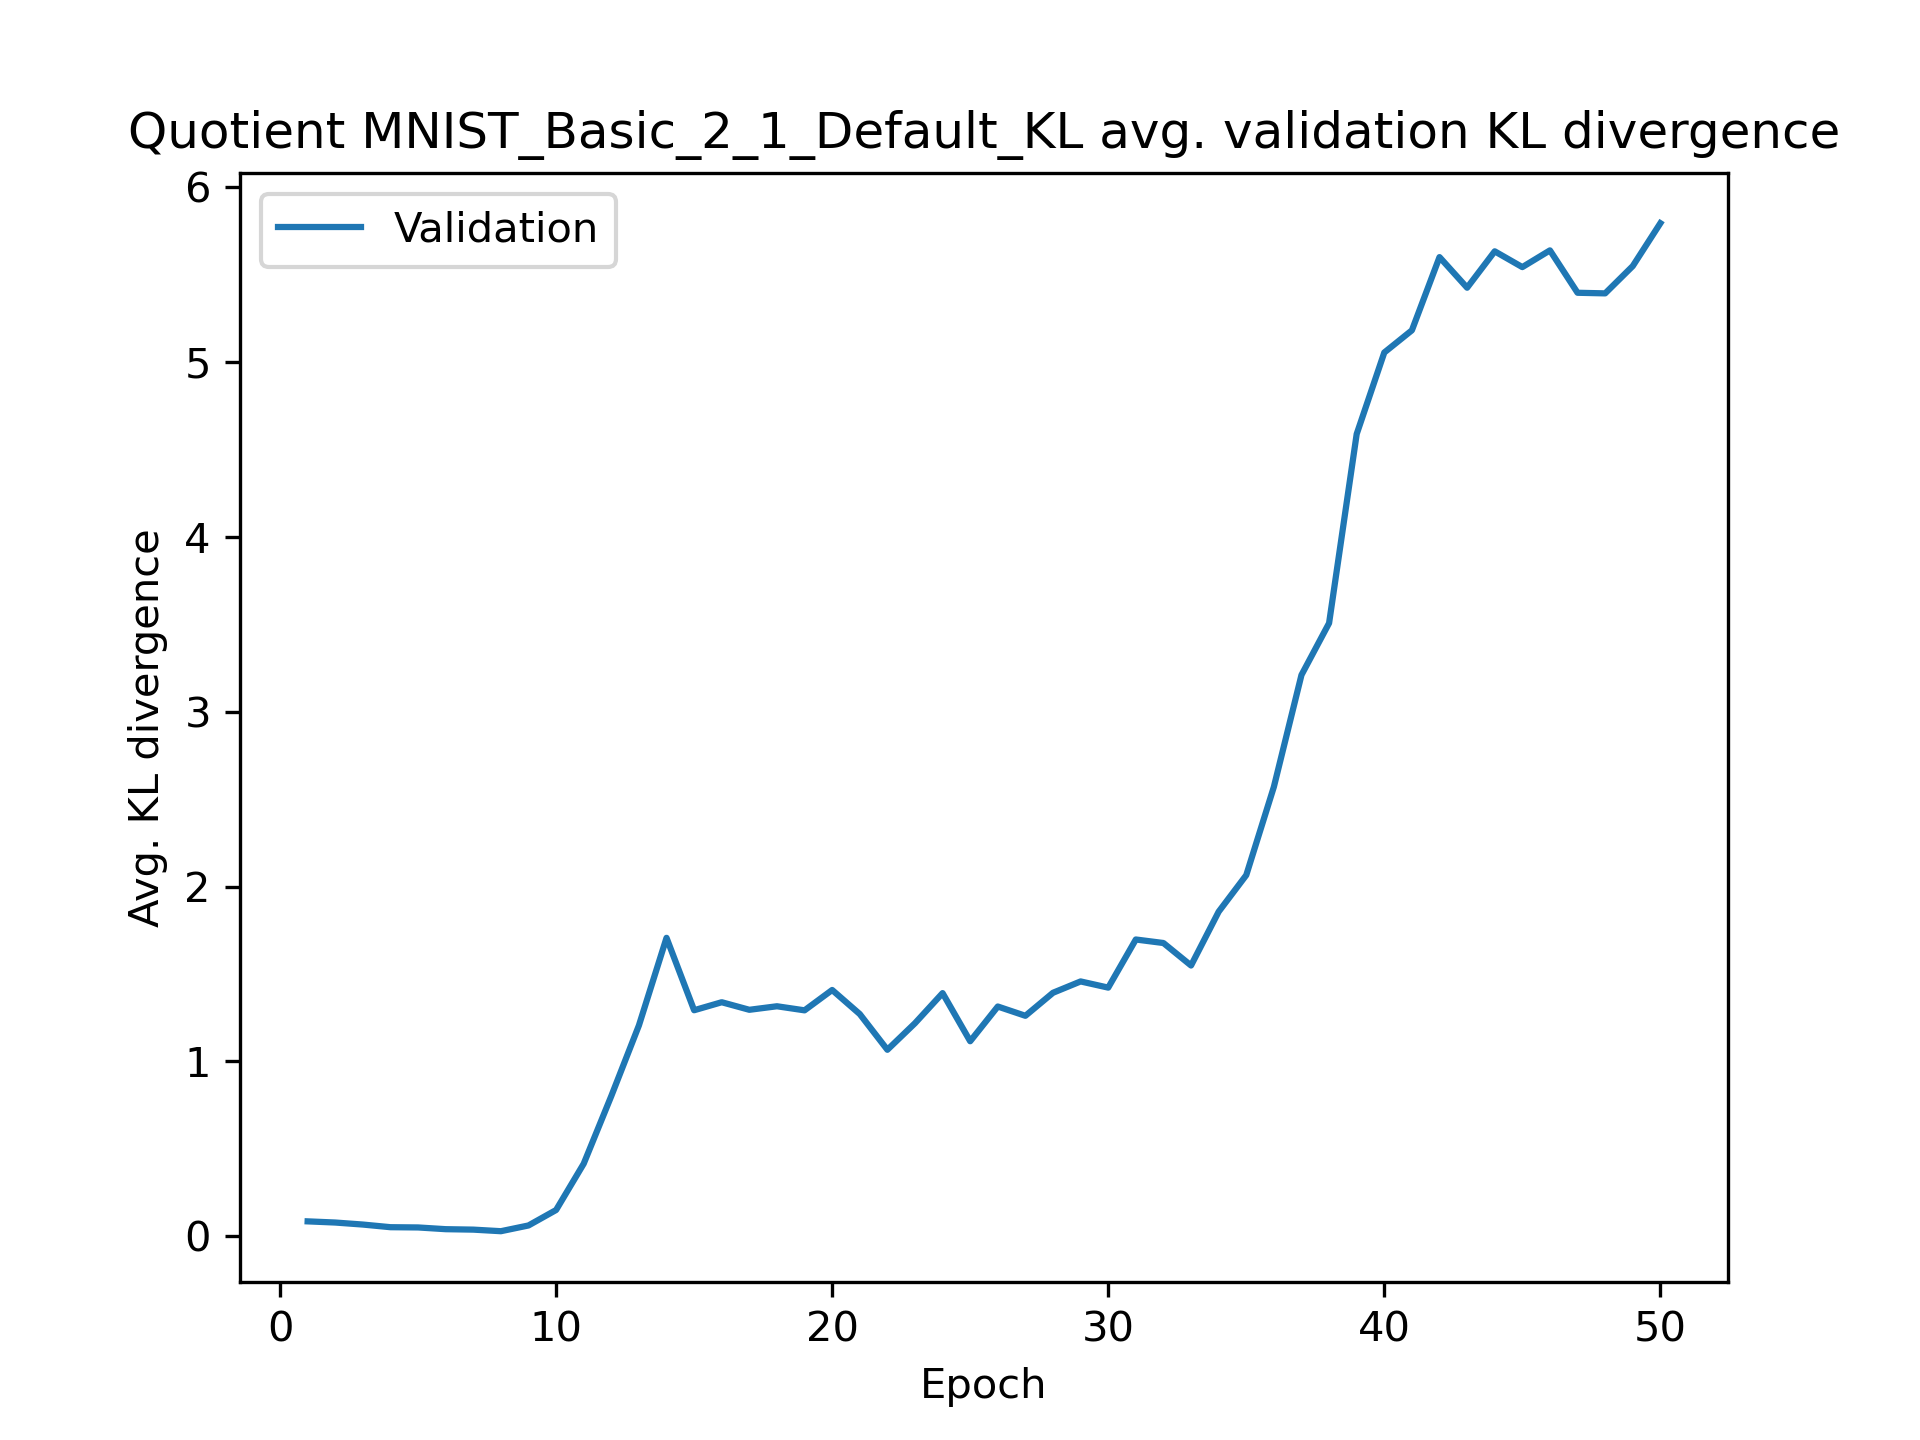 Quotient MNIST_Basic_2_1_Default_KL avg. validation KL divergence
Validation
Avg. KL divergence
6
5
4
3
2
1
0
0 10 20 30 40 50
Epoch